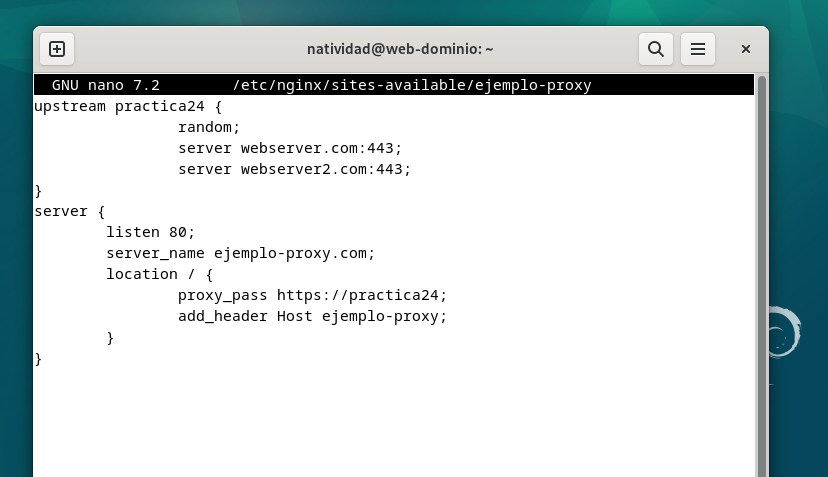 natividad@web-dominio: ~
GNU nano 7.2 /etc/nginx/sites-available/ejemplo-proxy
upstream practica24 {
random;
server webserver.com:443;
server webserver2.com:443;
}
server {
listen 80;
server_name ejemplo-proxy.com;
location / {
proxy_pass https://practica24;
add_header Host ejemplo-proxy;
}
}